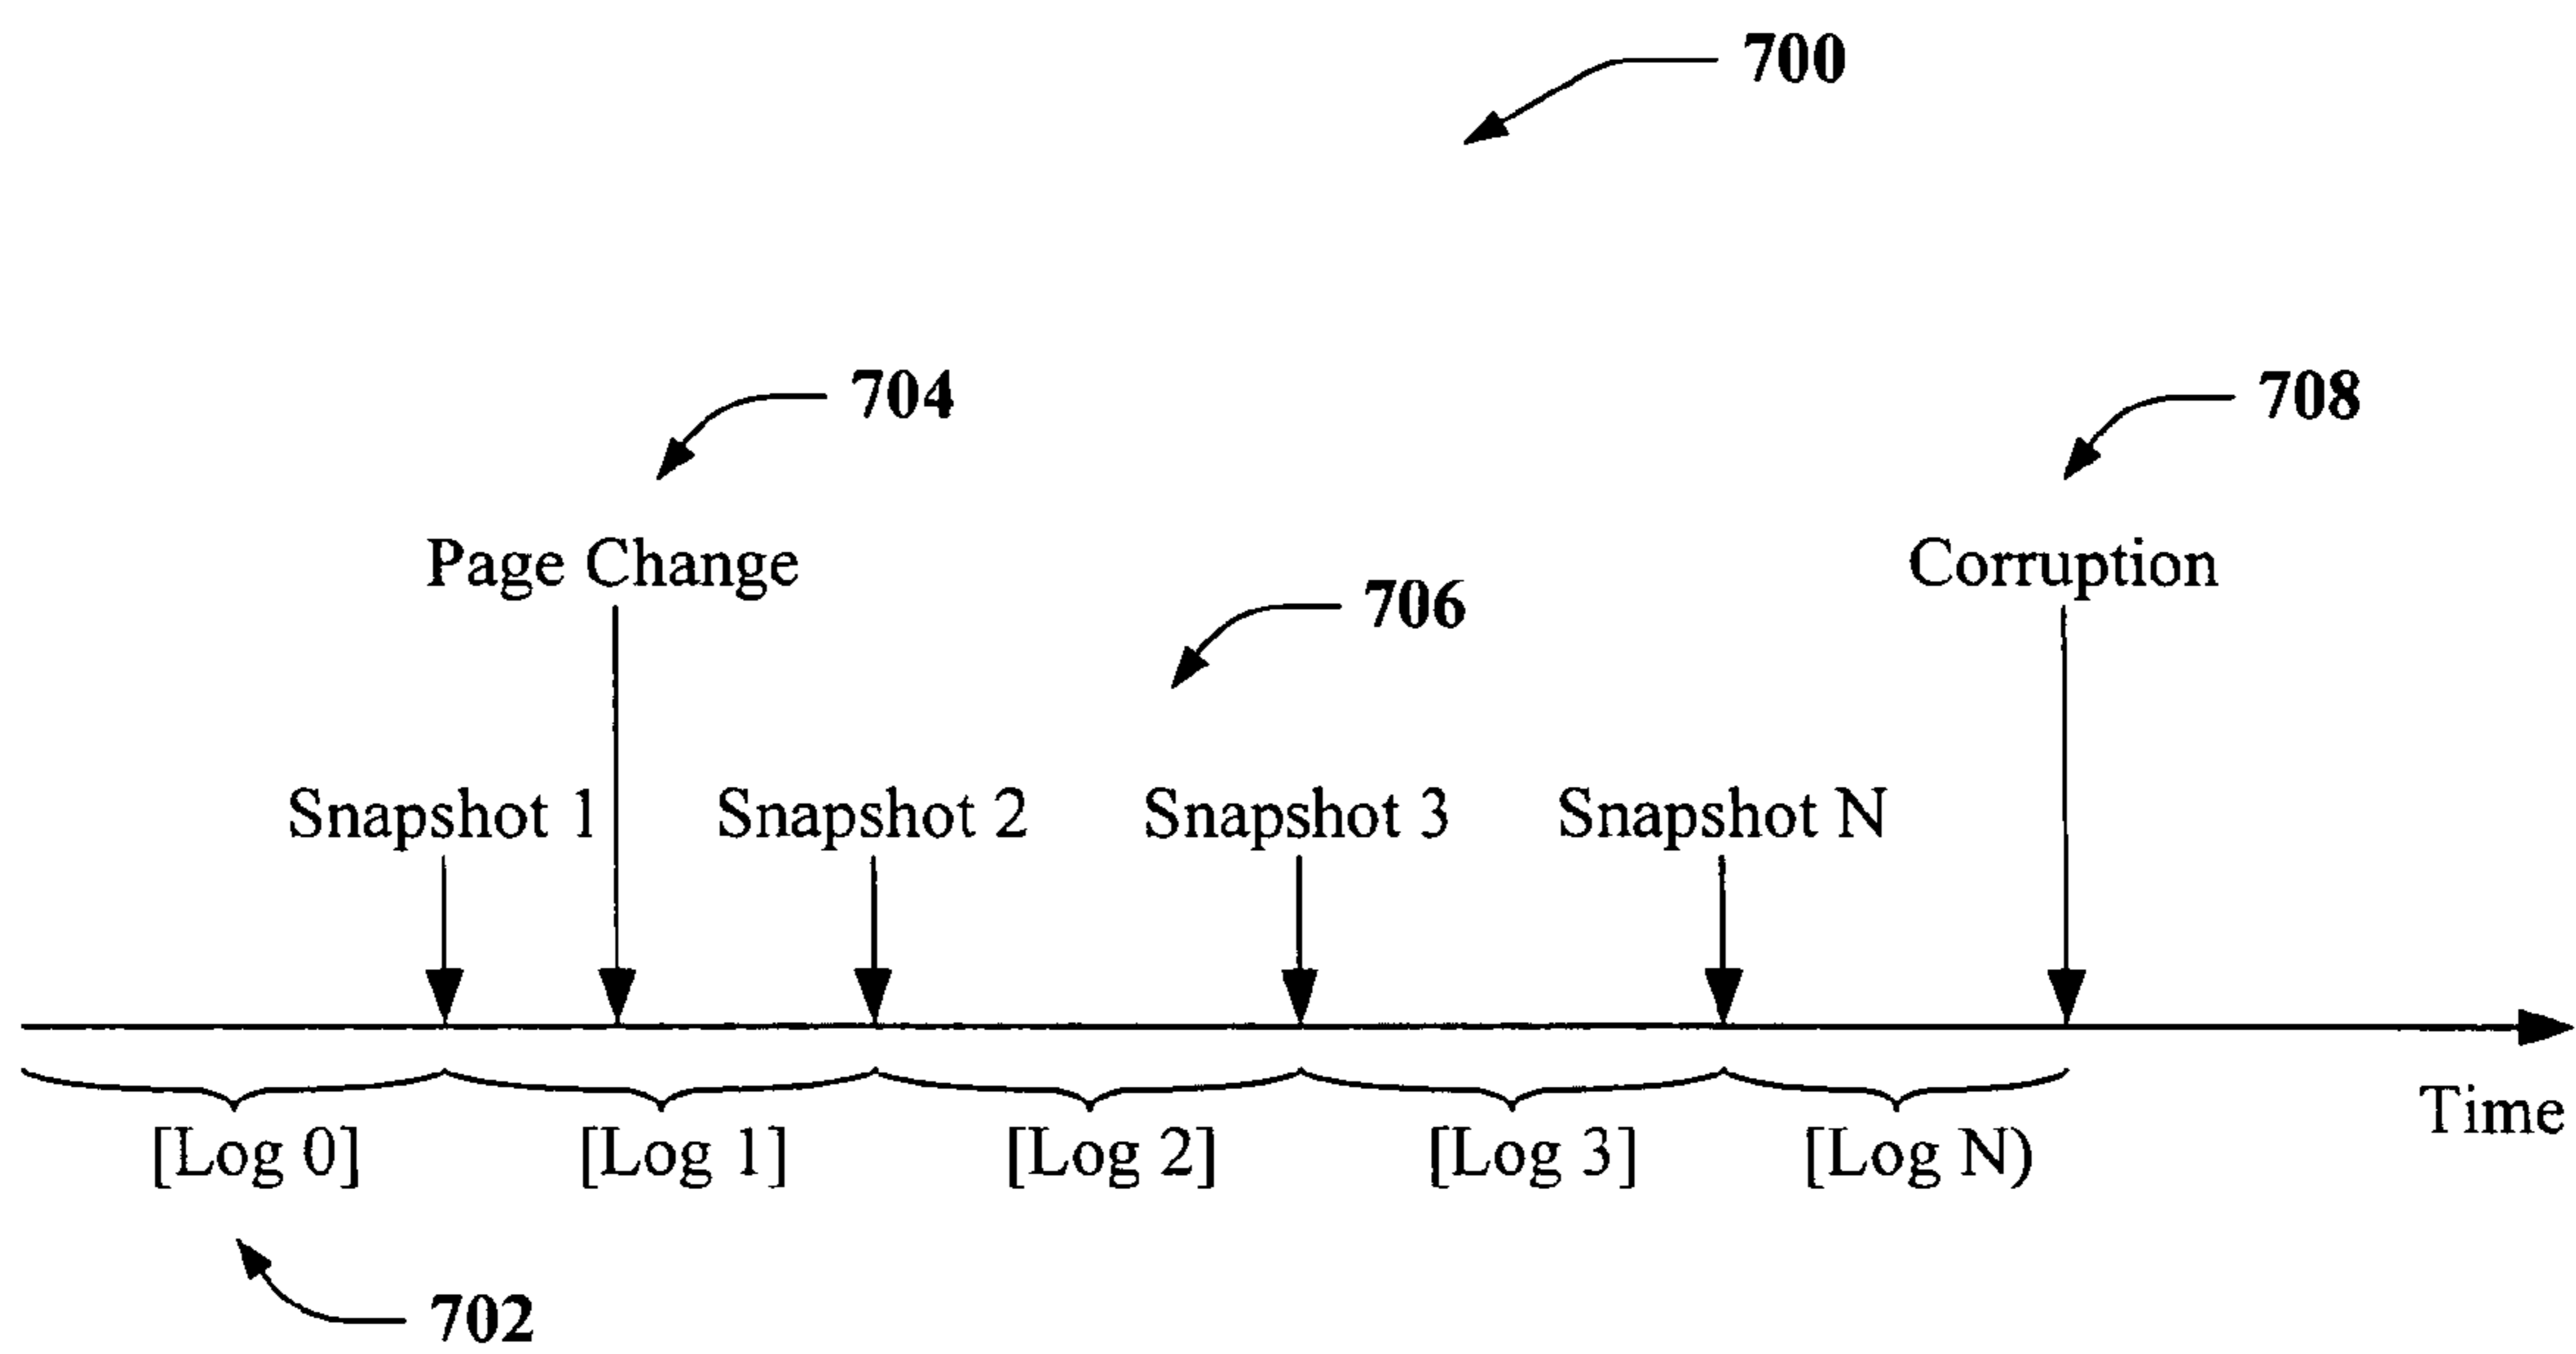 700
704
708
Page Change
Corruption
706
Snapshot 1
Snapshot 2
Snapshot 3
Snapshot N
Time
[Log 0]
[Log 1]
[Log 2]
[Log 3]
[Log N)
702